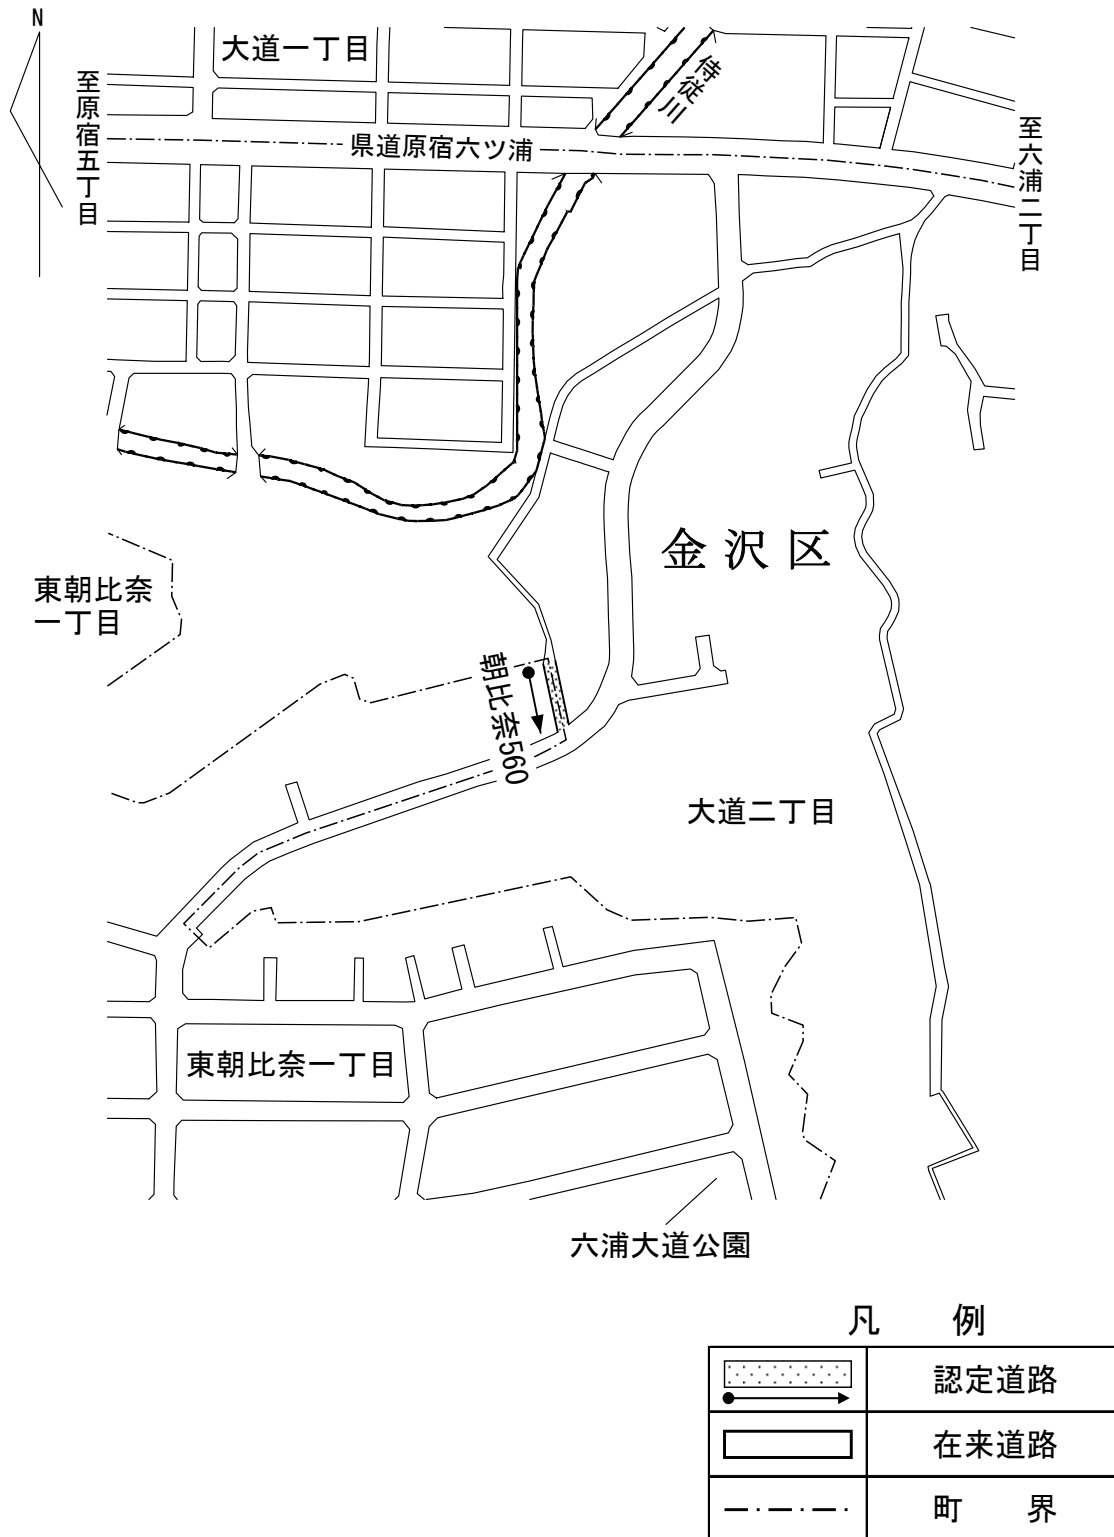 N
大道一丁目
侍従川
至原宿五丁目
県道原宿六ツ浦
至六浦二丁目
金沢区
東朝比奈
一丁目
朝比奈560
大道二丁目
東朝比奈一丁目
六浦大道公園
凡 例
認定道路
在来道路
町 界